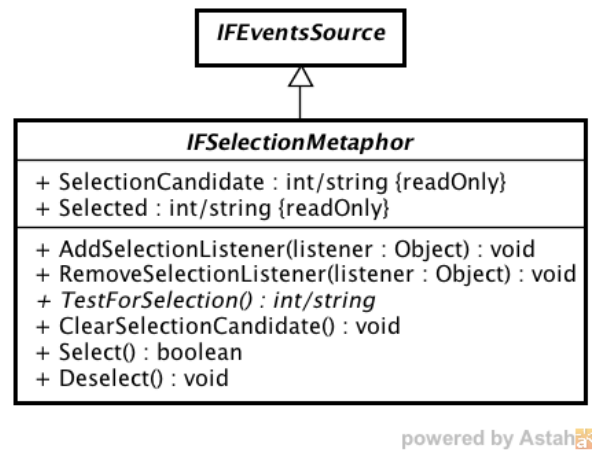 IFEventsSource
IFSelectionMetaphor
+ SelectionCandidate : int/string {readOnly}
+ Selected : int/string {readOnly}
+ AddSelectionListener(listener : Object) : void
+ RemoveSelectionListener(listener : Object) : void
+ TestForSelection() : int/string
+ ClearSelectionCandidate() : void
+ Select() : boolean
+ Deselect() : void
powered by Astah